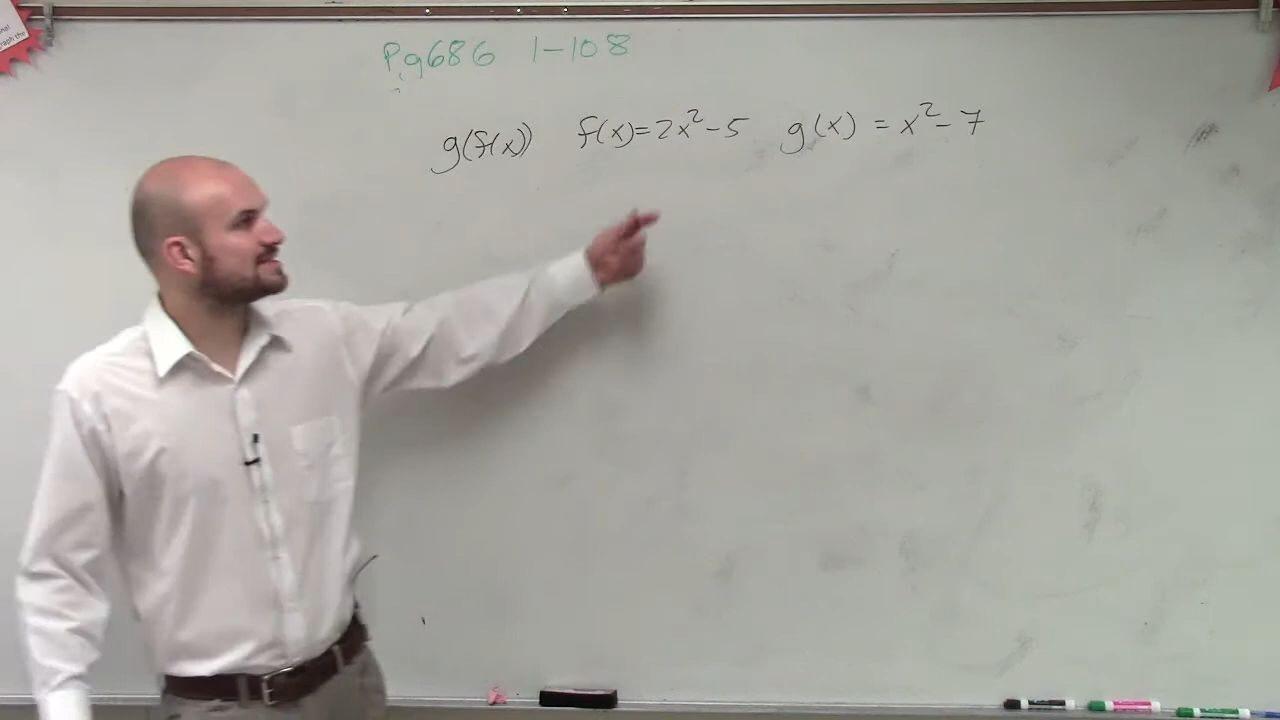 Pg686 1-108
g(f(x)) f(x)=2x²-5 g(x) = x²-7